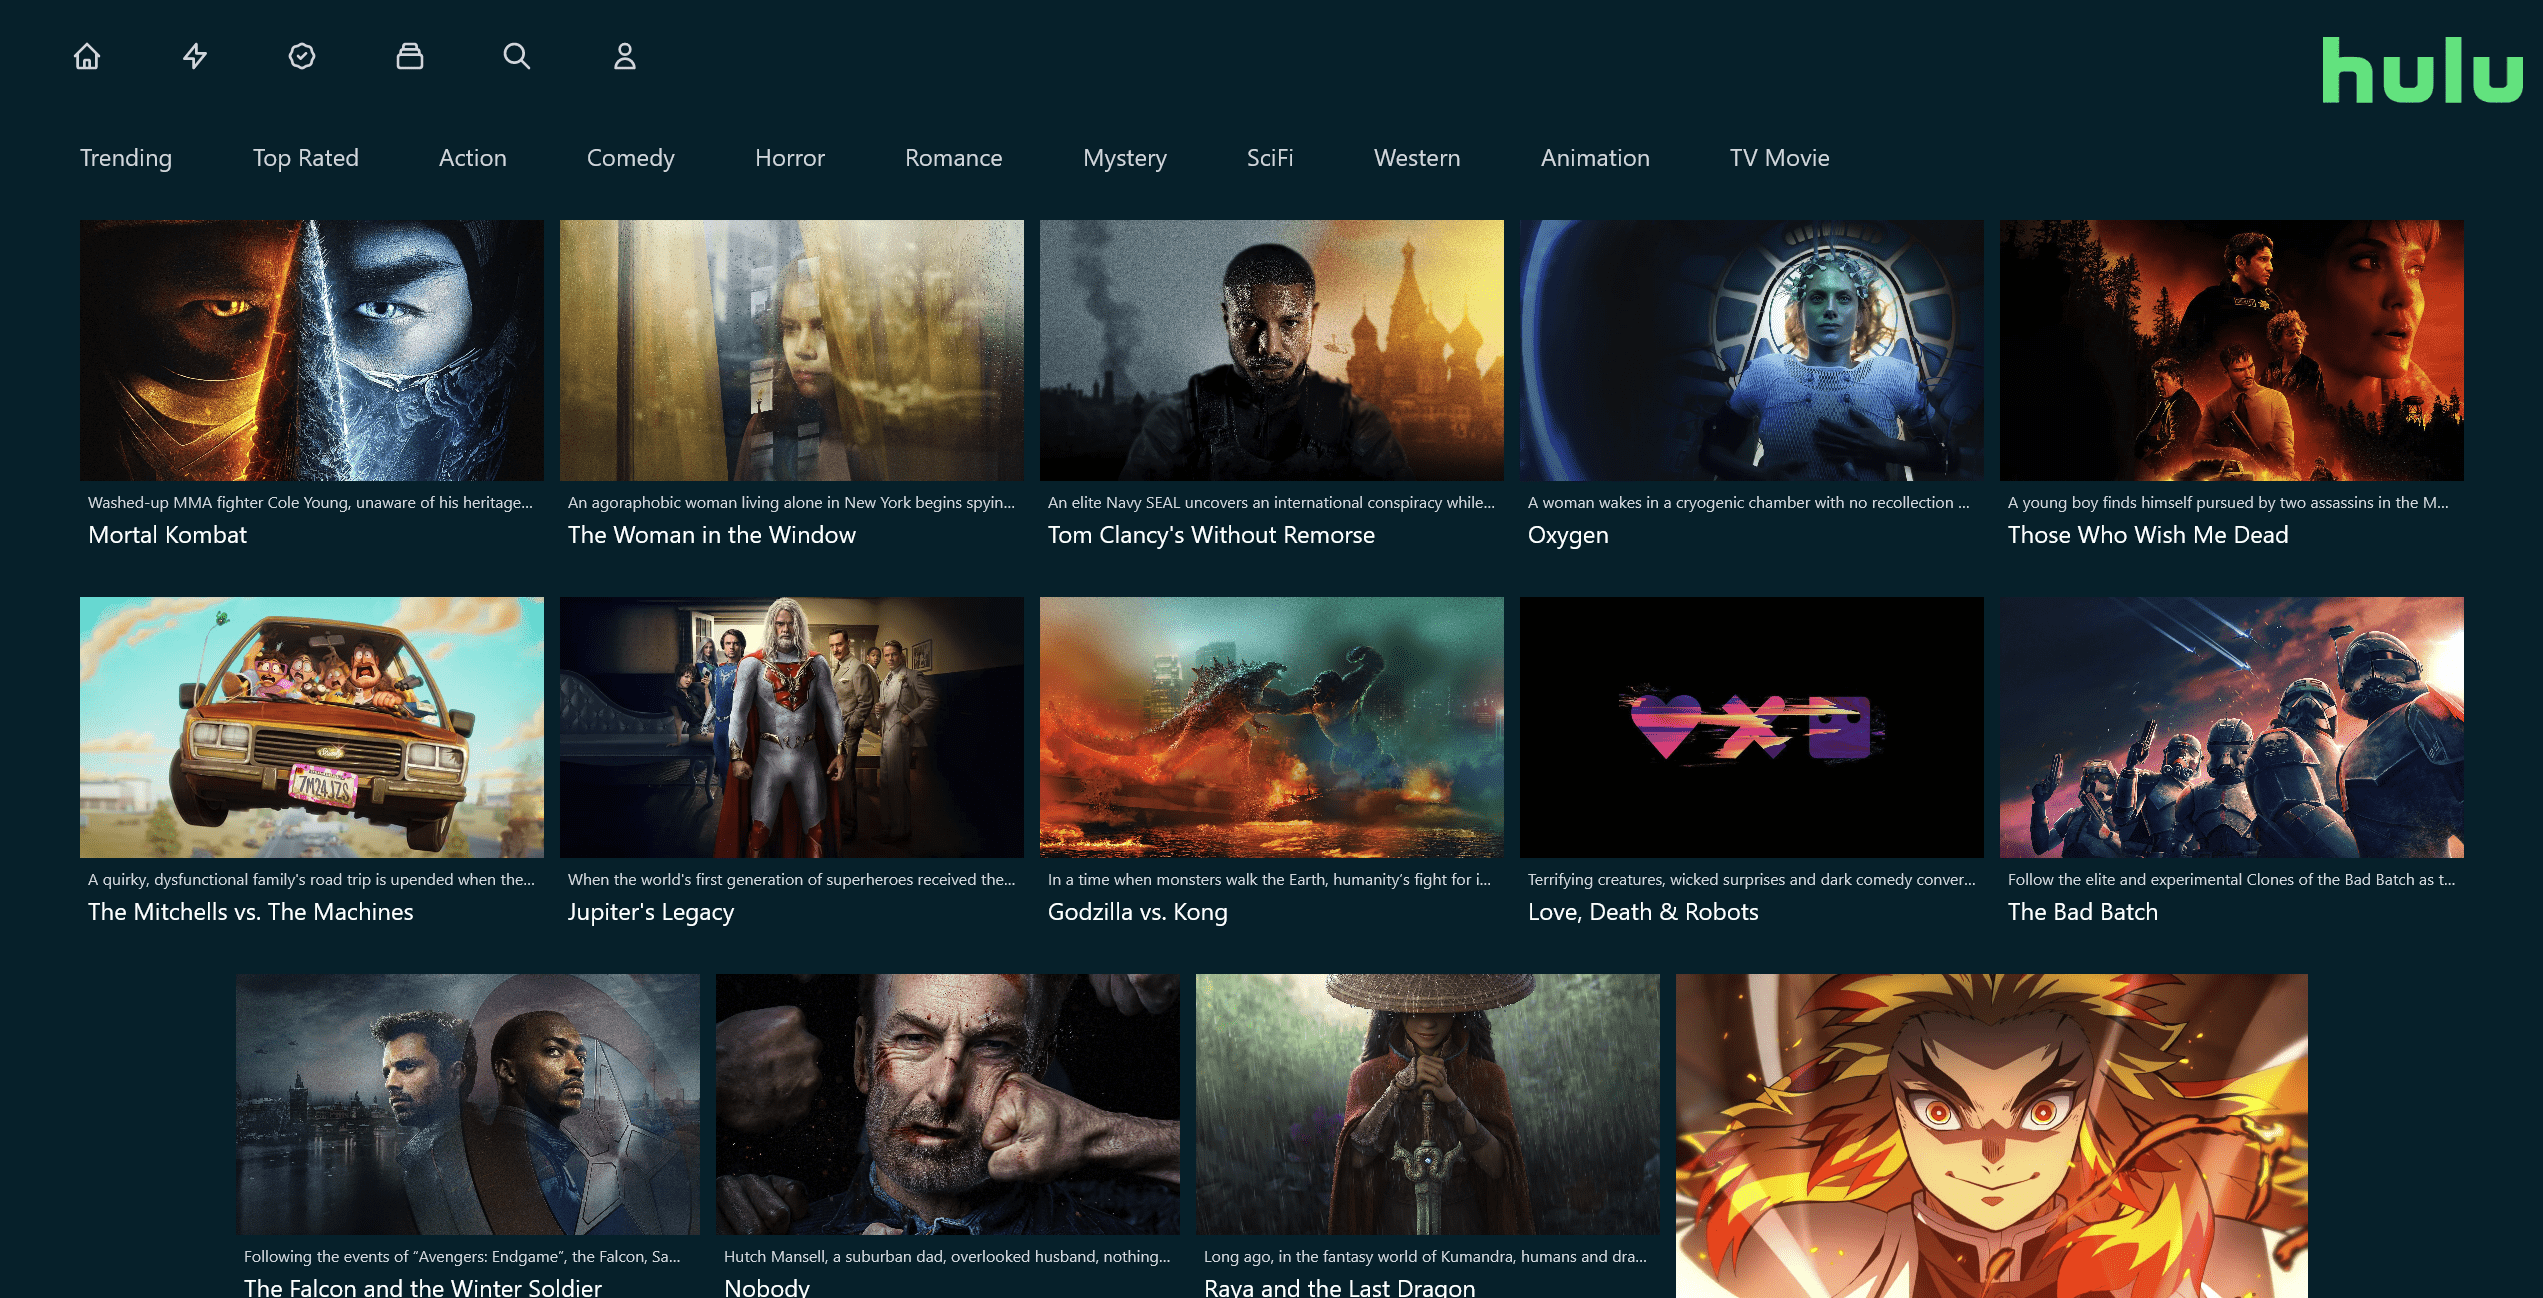 hulu
Trending Top Rated Action Comedy Horror Romance Mystery SciFi Western Animation TV Movie
Washed-up MMA fighter Cole Young, unaware of his heritage...
Mortal Kombat
An agoraphobic woman living alone in New York begins spyin...
The Woman in the Window
An elite Navy SEAL uncovers an international conspiracy while...
Tom Clancy's Without Remorse
A woman wakes in a cryogenic chamber with no recollection ...
Oxygen
A young boy finds himself pursued by two assassins in the M...
Those Who Wish Me Dead
7M24JZS
A quirky, dysfunctional family's road trip is upended when the...
The Mitchells vs. The Machines
When the world's first generation of superheroes received the...
Jupiter's Legacy
In a time when monsters walk the Earth, humanity’s fight for i...
Godzilla vs. Kong
Terrifying creatures, wicked surprises and dark comedy conver...
Love, Death & Robots
Follow the elite and experimental Clones of the Bad Batch as t...
The Bad Batch
Following the events of “Avengers: Endgame”, the Falcon, Sa...
The Falcon and the Winter Soldier
Hutch Mansell, a suburban dad, overlooked husband, nothing...
Nobody
Long ago, in the fantasy world of Kumandra, humans and dra...
Raya and the Last Dragon